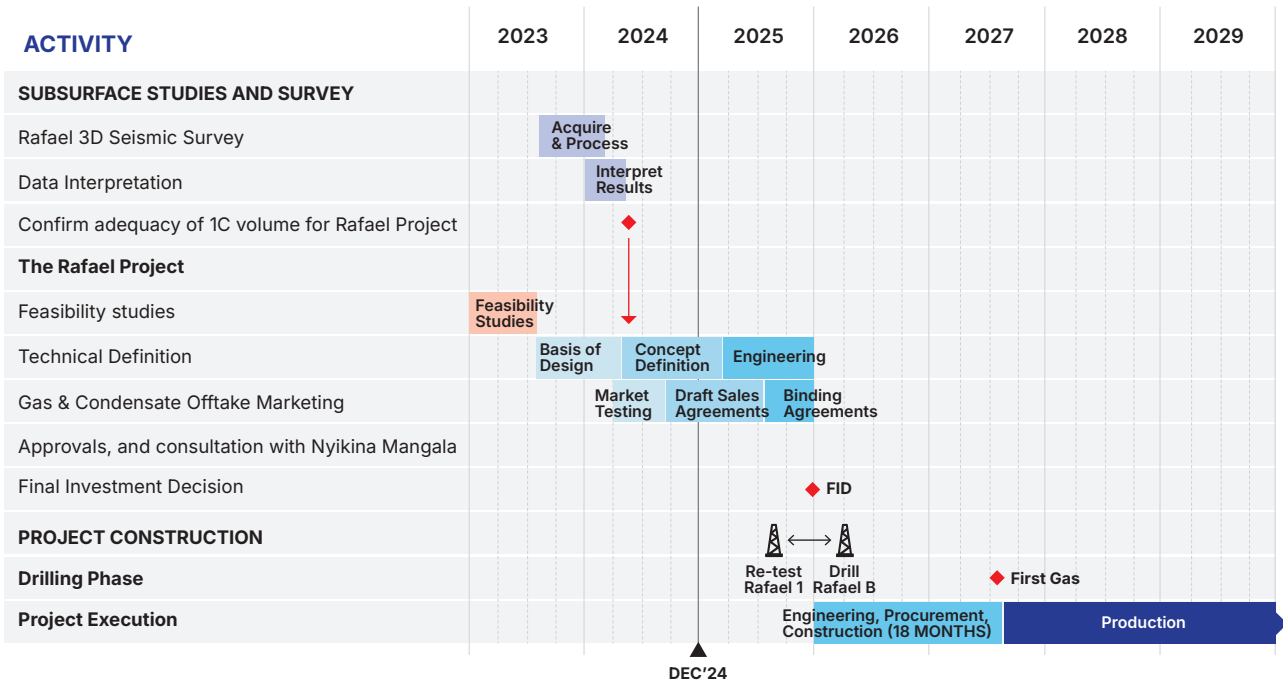 ACTIVITY
2023 2024 2025 2026 2027 2028 2029
SUBSURFACE STUDIES AND SURVEY
Rafael 3D Seismic Survey
Acquire
& Process
Data Interpretation
Interpret
Results
Confirm adequacy of 1C volume for Rafael Project
The Rafael Project
Feasibility studies
Feasibility
Studies
Technical Definition
Basis of
Design
Concept
Definition
Engineering
Gas & Condensate Offtake Marketing
Market
Testing
Draft Sales
Agreements
Binding
Agreements
Approvals, and consultation with Nyikina Mangala
Final Investment Decision
FID
PROJECT CONSTRUCTION
Drilling Phase
Re-test
Rafael 1
Drill
Rafael B
First Gas
Project Execution
Engineering, Procurement,
Construction (18 MONTHS)
Production
DEC'24